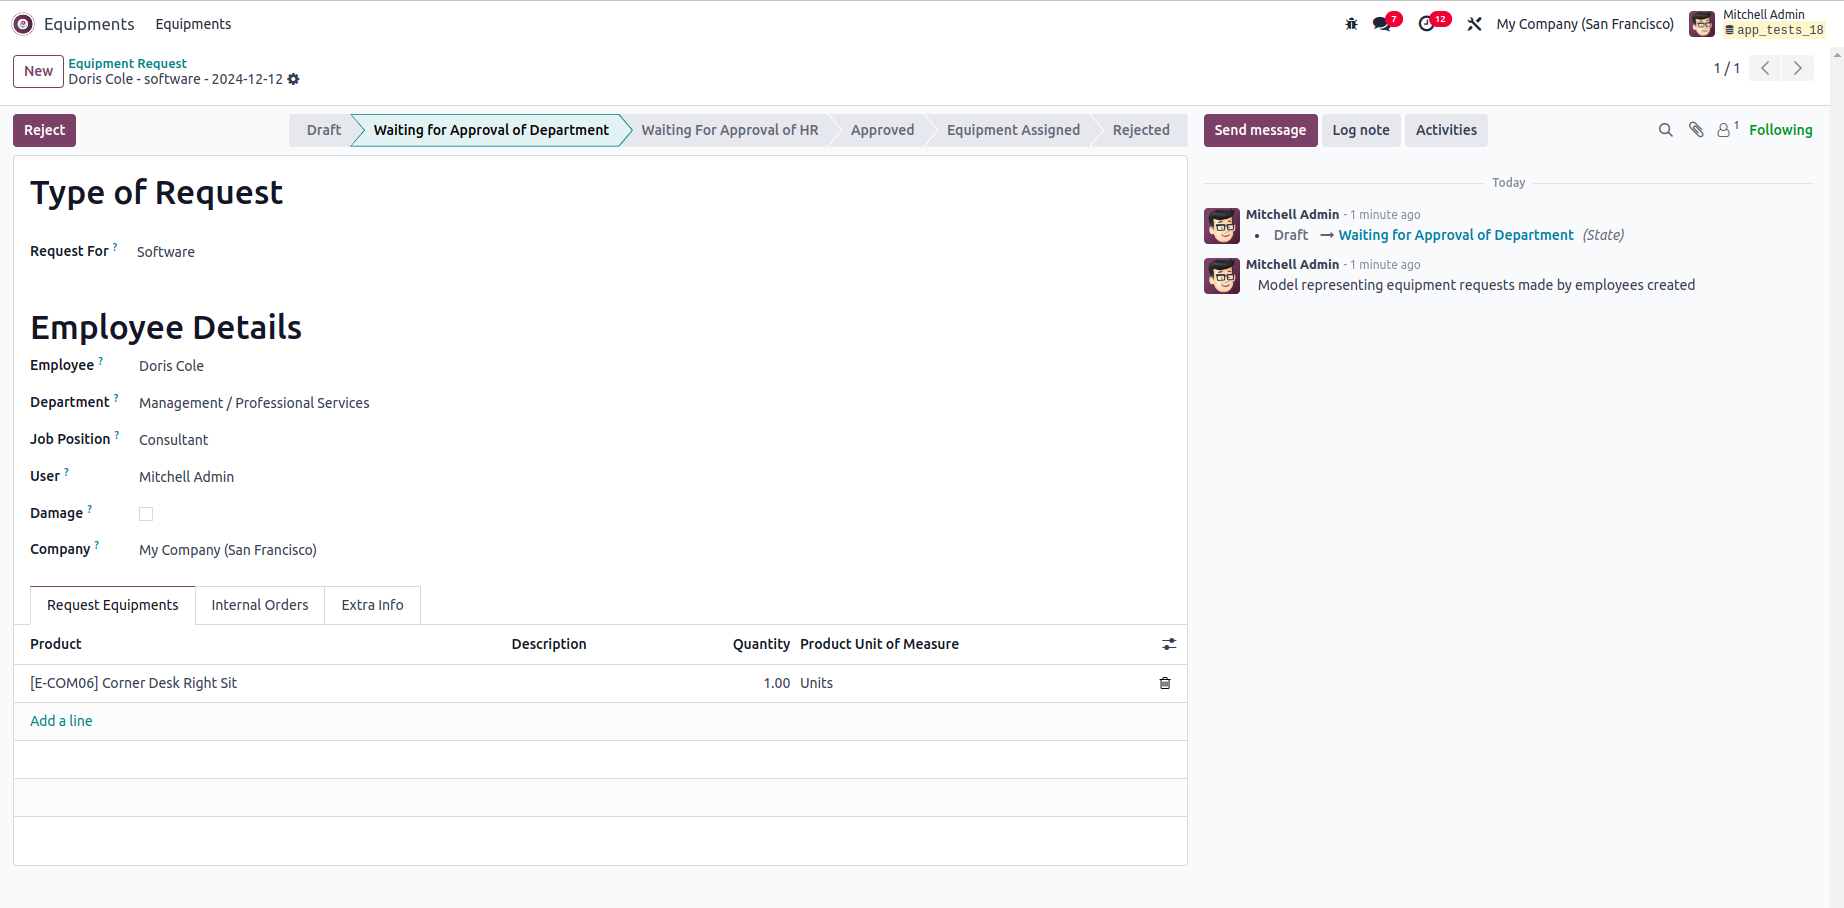 Equipments Equipments 7 12 My Company (San Francisco) Mitchell Admin
app_tests_18
New Equipment Request
Doris Cole - software - 2024-12-12
1 / 1
Reject Draft Waiting for Approval of Department Waiting For Approval of HR Approved Equipment Assigned Rejected
Send message Log note Activities 1 Following
Type of Request
Request For ? Software
Employee Details
Employee ? Doris Cole
Department ? Management / Professional Services
Job Position ? Consultant
User ? Mitchell Admin
Damage ?
Company ? My Company (San Francisco)
Request Equipments Internal Orders Extra Info
Product Description Quantity Product Unit of Measure
[E-COM06] Corner Desk Right Sit 1.00 Units
Add a line
Today
Mitchell Admin - 1 minute ago
• Draft → Waiting for Approval of Department (State)
Mitchell Admin - 1 minute ago
Model representing equipment requests made by employees created